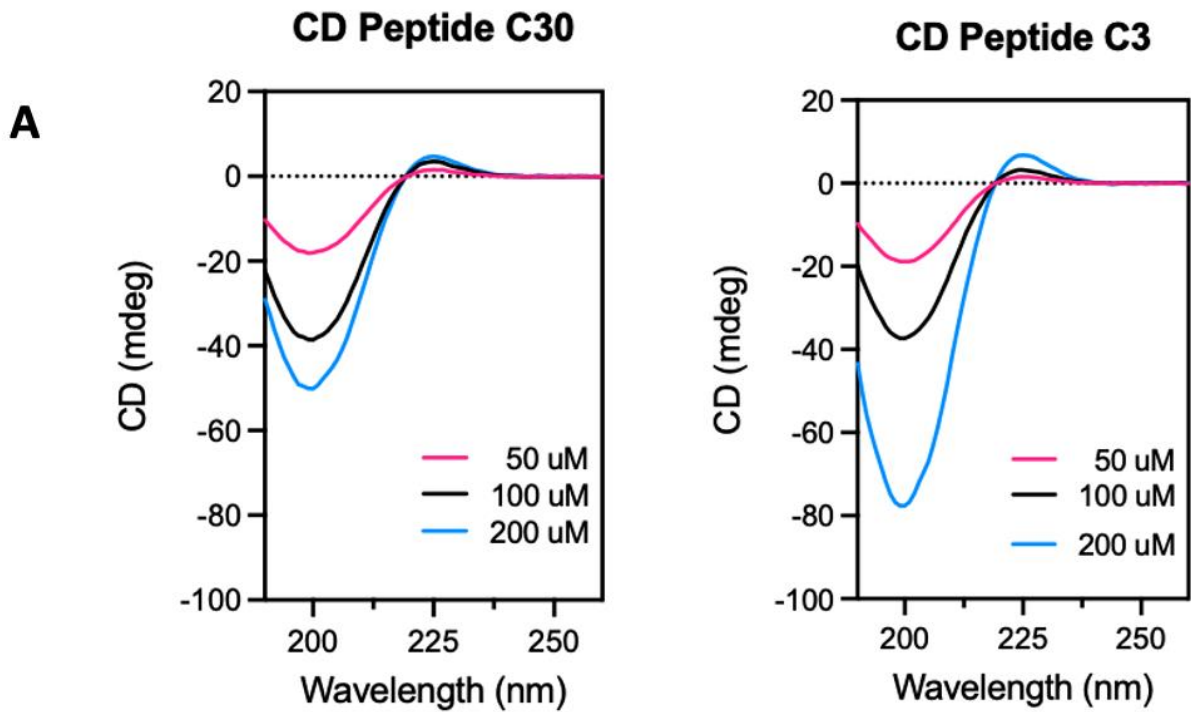 CD Peptide C30
CD Peptide C3
A
20
0
-20
-40
-60
-80
-100
CD (mdeg)
50 uM
100 uM
200 uM
200
225
250
Wavelength (nm)
20
0
-20
-40
-60
-80
-100
CD (mdeg)
50 uM
100 uM
200 uM
200
225
250
Wavelength (nm)